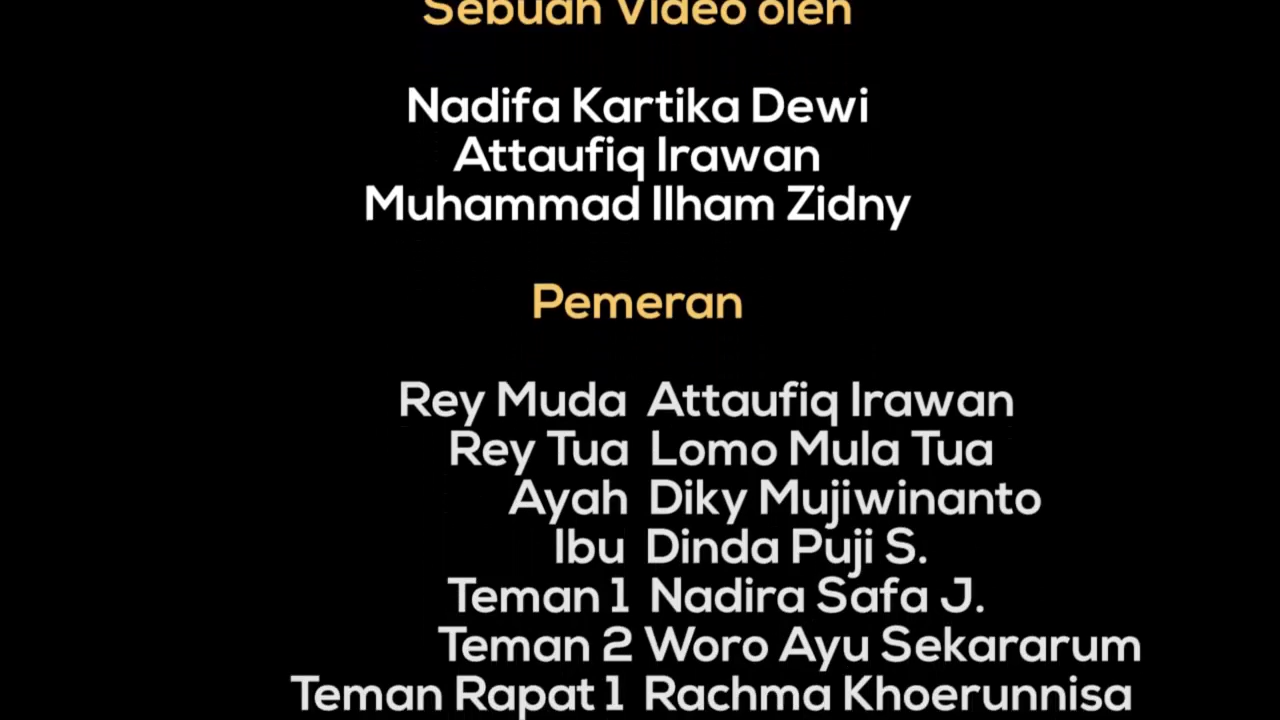 Sebuah Video oleh
Nadifa Kartika Dewi
Attaufiq Irawan
Muhammad Ilham Zidny
Pemeran
Rey Muda Attaufiq Irawan
Rey Tua Lomo Mula Tua
Ayah Diky Mujiwinanto
Ibu Dinda Puji S.
Teman 1 Nadira Safa J.
Teman 2 Woro Ayu Sekararum
Teman Rapat 1 Rachma Khoerunnisa